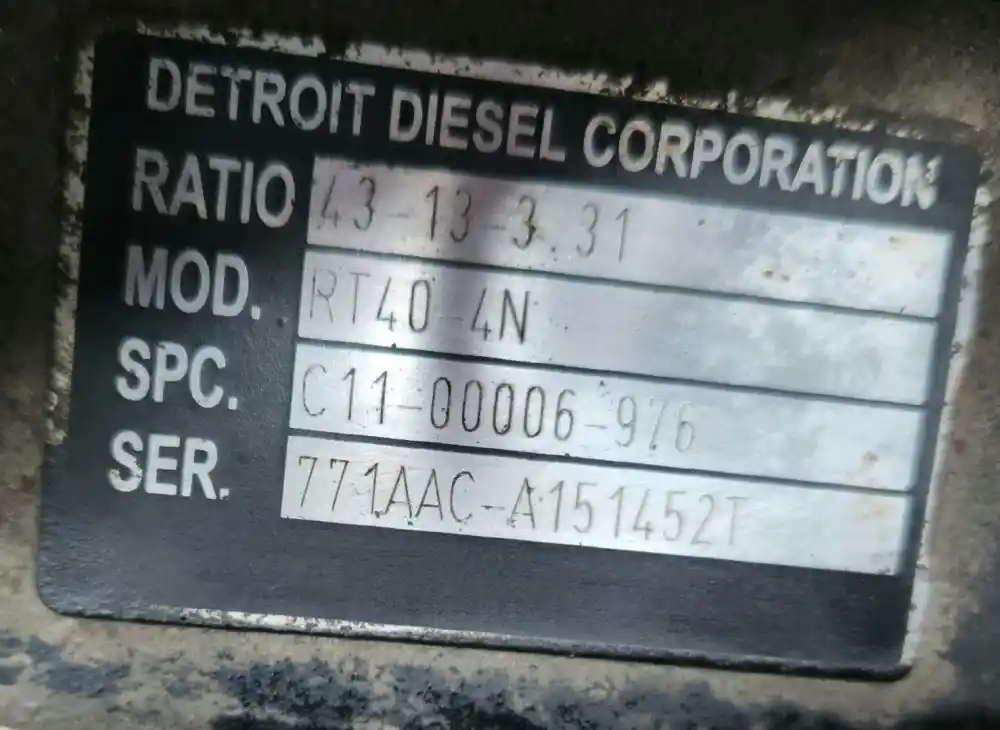 DETROIT DIESEL CORPORATION
RATIO 43-13-3.31
MOD. RT40-4N
SPC. C11-00006-976
SER. 771AAC-A151452T